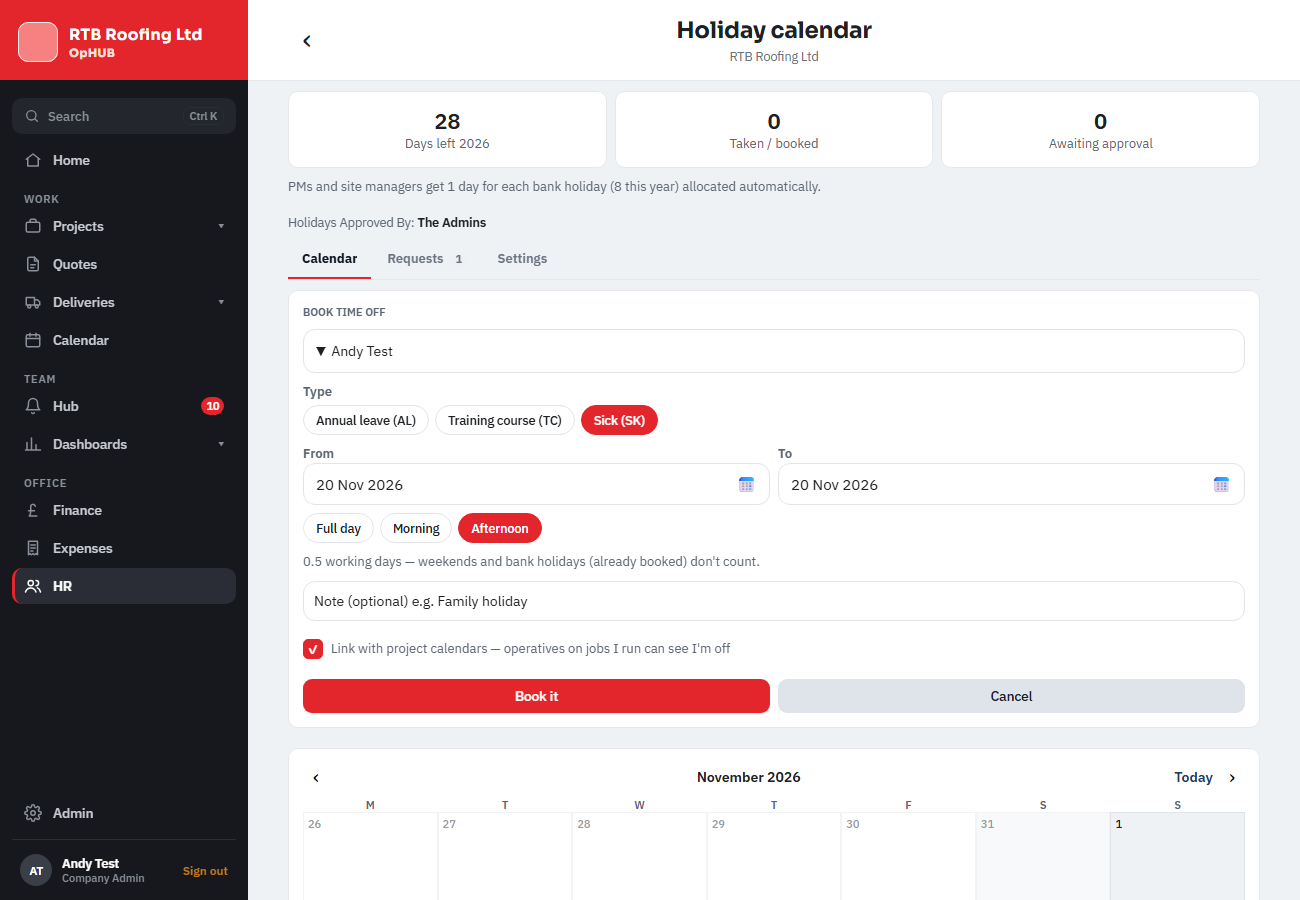 RTB Roofing Ltd
OpHUB
Search
Ctrl K
Home
WORK
Projects
Quotes
Deliveries
Calendar
TEAM
Hub
10
Dashboards
OFFICE
Finance
Expenses
HR
Admin
AT
Andy Test
Company Admin
Sign out
Holiday calendar
RTB Roofing Ltd
28
Days left 2026
0
Taken / booked
0
Awaiting approval
PMs and site managers get 1 day for each bank holiday (8 this year) allocated automatically.
Holidays Approved By: The Admins
Calendar
Requests 1
Settings
BOOK TIME OFF
Andy Test
Type
Annual leave (AL)
Training course (TC)
Sick (SK)
From
To
20 Nov 2026
20 Nov 2026
Full day
Morning
Afternoon
0.5 working days — weekends and bank holidays (already booked) don't count.
Note (optional) e.g. Family holiday
Link with project calendars — operatives on jobs I run can see I'm off
Book it
Cancel
November 2026
Today
M T W T F S S
26 27 28 29 30 31 1